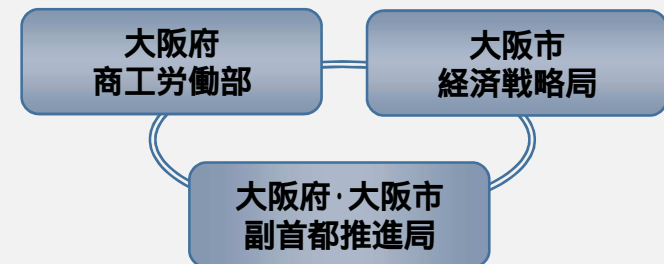 大阪府
商工労働部
大阪市
経済戦略局
大阪府・大阪市
副首都推進局